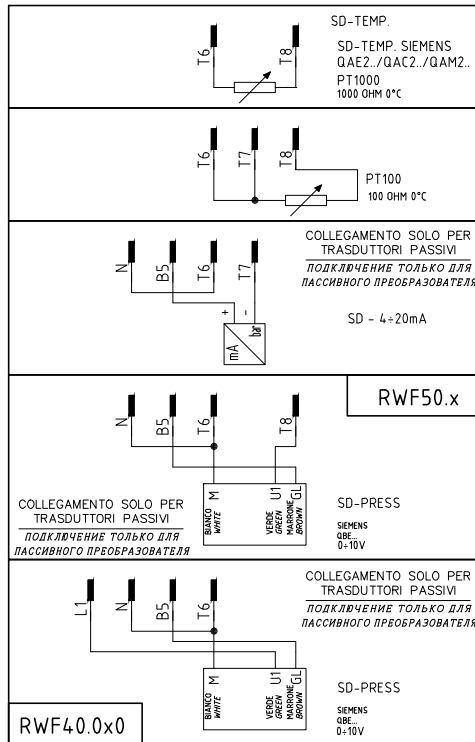 SD-TEMP.
SD-TEMP. SIEMENS
QAE2../QAC2../QAM2..
PT1000
1000 OHM 0°C
T6
T8
T6
T7
T8
PT100
100 OHM 0°C
COLLEGAMENTO SOLO PER
TRASDUTTORI PASSIVI
ПОДКЛЮЧЕНИЕ ТОЛЬКО ДЛЯ
ПАССИВНОГО ПРЕОБРАЗОВАТЕЛЯ
N
B5
T6
T7
+
-
mA
bar
SD - 4÷20mA
RWF50.x
N
B5
T6
T8
M
U1
GL
BIANCO
WHITE
VERDE
GREEN
MARRONE
BROWN
COLLEGAMENTO SOLO PER
TRASDUTTORI PASSIVI
ПОДКЛЮЧЕНИЕ ТОЛЬКО ДЛЯ
ПАССИВНОГО ПРЕОБРАЗОВАТЕЛЯ
SD-PRESS
SIEMENS
QBE...
0÷10V
COLLEGAMENTO SOLO PER
TRASDUTTORI PASSIVI
ПОДКЛЮЧЕНИЕ ТОЛЬКО ДЛЯ
ПАССИВНОГО ПРЕОБРАЗОВАТЕЛЯ
L1
N
B5
T6
M
U1
GL
BIANCO
WHITE
VERDE
GREEN
MARRONE
BROWN
SD-PRESS
SIEMENS
QBE...
0÷10V
RWF40.0x0